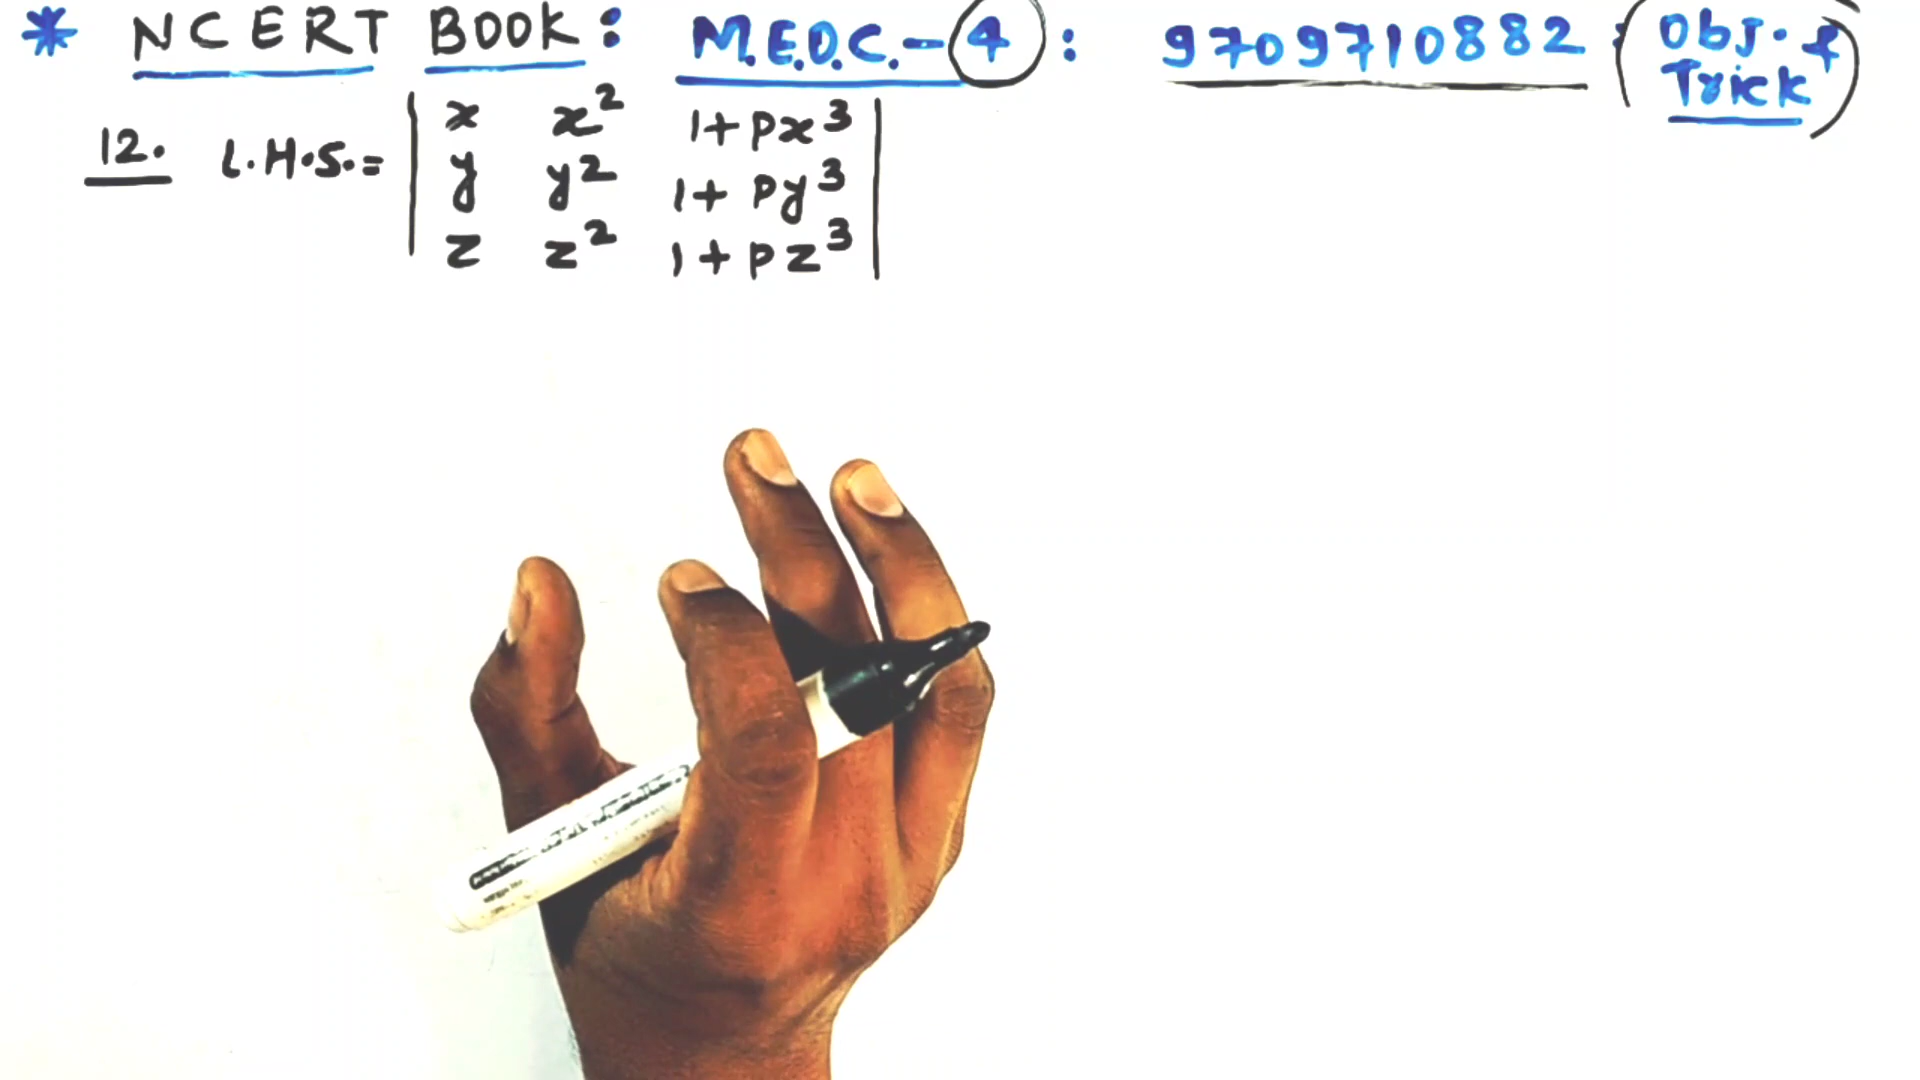 * NCERT BOOK: M.E.O.C.-4: 9709710882: (Obj. f
Trick)
12. L.H.S.= | x x² 1+px³ |
| y y² 1+py³ |
| z z² 1+pz³ |